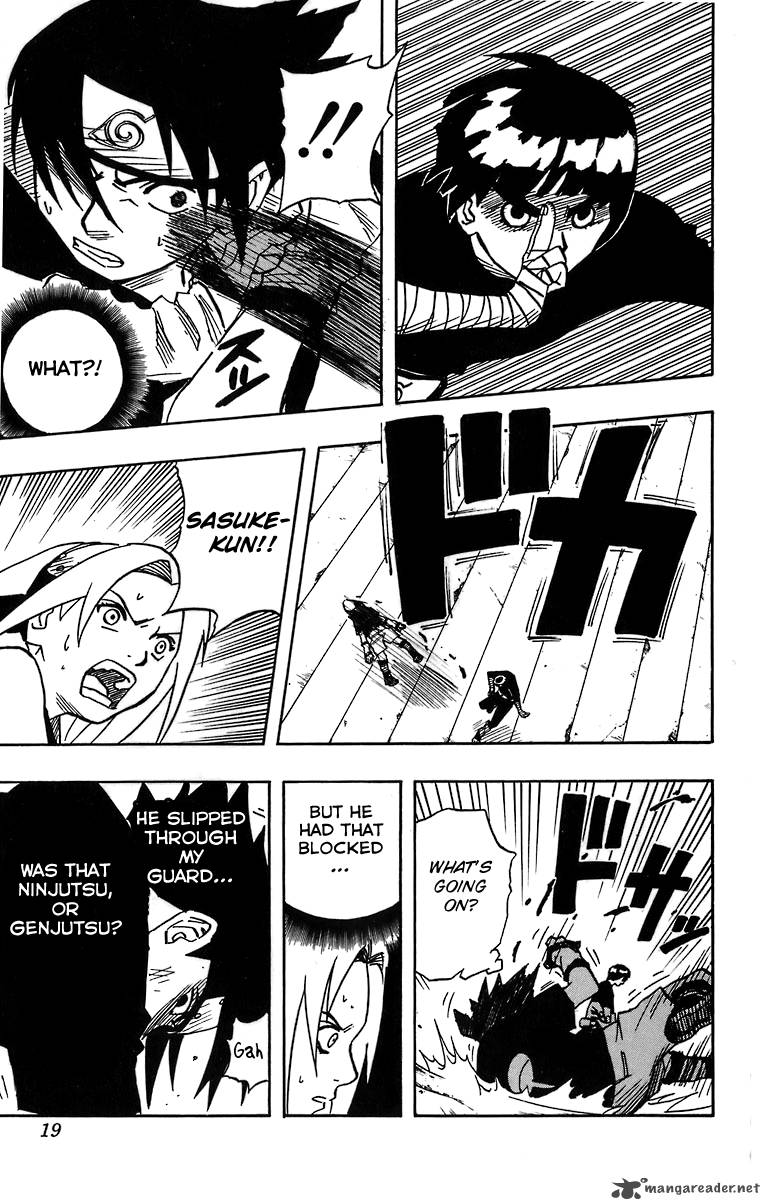 !!
WHAT?!
ズッ
ドカ
SASUKE-
KUN!!
WHAT'S
GOING
ON?
ドサッ
BUT HE
HAD THAT
BLOCKED
...
HE SLIPPED
THROUGH
MY
GUARD...
WAS THAT
NINJUTSU,
OR
GENJUTSU?
Gah
19
mangareader.net